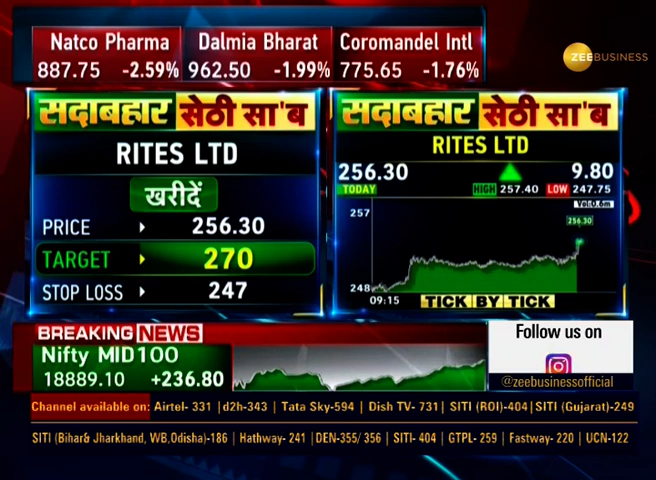 Natco Pharma Dalmia Bharat Coromandel Intl
887.75 -2.59% 962.50 -1.99% 775.65 -1.76%
ZEEBUSINESS
सदाबहार सेठी सा'ब
RITES LTD
खरीदें
PRICE 256.30
TARGET 270
STOP LOSS 247
सदाबहार सेठी सा'ब
RITES LTD
256.30 9.80
TODAY HIGH 257.40 LOW 247.75
Vol:0.6m
257
256.30
248
09:15
TICK BY TICK
BREAKING NEWS
Nifty MID100
18889.10 +236.80
Follow us on
@zeebusinessofficial
Channel available on: Airtel- 331 |d2h-343 | Tata Sky-594 | Dish TV- 731| SITI (ROI)-404|SITI (Gujarat)-249
SITI (Bihar& Jharkhand, WB,Odisha)-186 | Hathway- 241 |DEN-355/ 356 | SITI- 404 | GTPL- 259 | Fastway- 220 | UCN-122